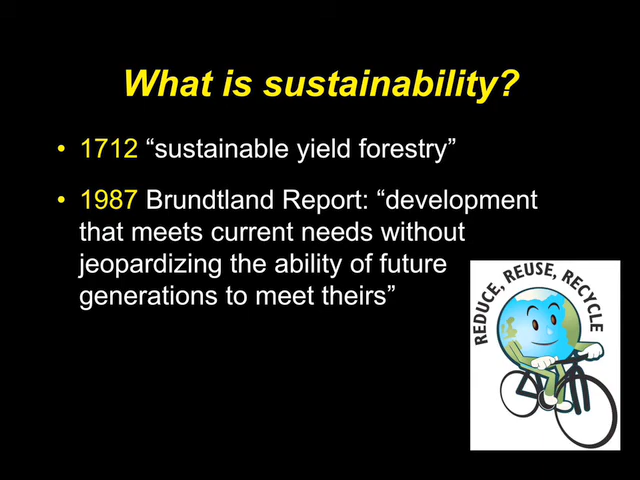 What is sustainability?
• 1712 “sustainable yield forestry”
• 1987 Brundtland Report: “development
that meets current needs without
jeopardizing the ability of future
generations to meet theirs”
REDUCE, REUSE, RECYCLE